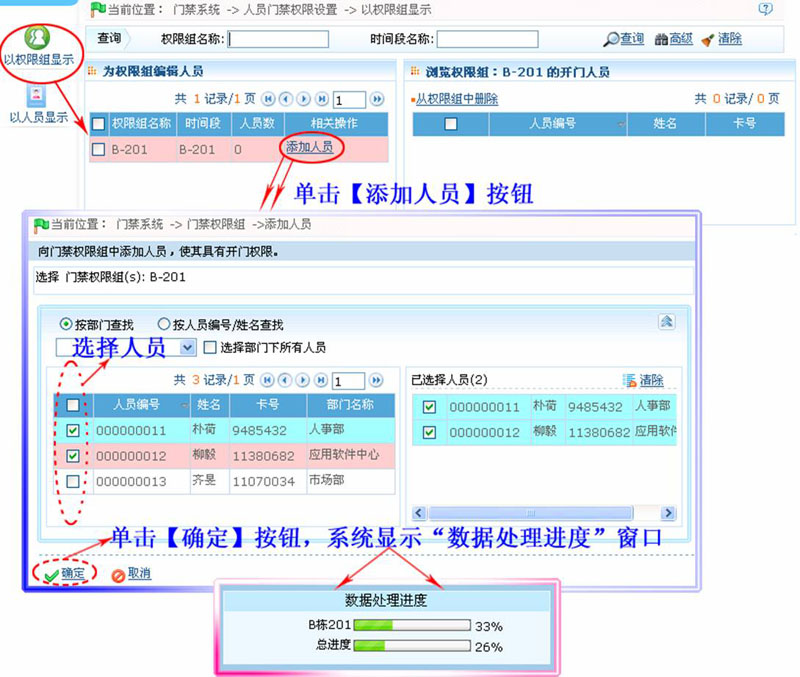 当前位置： 门禁系统 -> 人员门禁权限设置 -> 以权限组显示
以权限组显示
以人员显示
查询 权限组名称: 时间段名称: 查询 高级 清除
为权限组编辑人员
共 1 记录/1 页 1
权限组名称 时间段 人员数 相关操作
B-201 B-201 0 添加人员
浏览权限组：B-201 的开门人员
从权限组中删除 共 0 记录/ 0 页
人员编号 姓名 卡号
单击【添加人员】按钮
当前位置： 门禁系统 -> 门禁权限组 ->添加人员
向门禁权限组中添加人员，使其具有开门权限。
选择 门禁权限组(s): B-201
按部门查找 按人员编号/姓名查找
选择人员 选择部门下所有人员
共 3 记录/1 页 1
人员编号 姓名 卡号 部门名称
000000011 朴荷 9485432 人事部
000000012 柳毅 11380682 应用软件中心
000000013 齐昱 11070034 市场部
已选择人员(2) 清除
000000011 朴荷 9485432 人事部
000000012 柳毅 11380682 应用软件
单击【确定】按钮，系统显示“数据处理进度”窗口
确定 取消
数据处理进度
B栋201 33%
总进度 26%